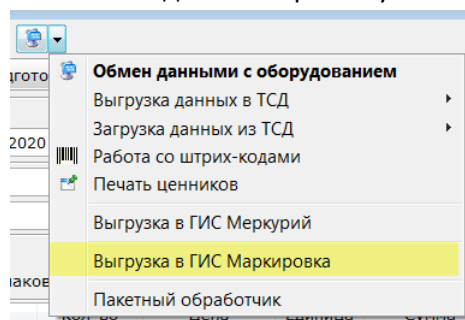 2020
Обмен данными с оборудованием
Выгрузка данных в ТСД
Загрузка данных из ТСД
Работа со штрих-кодами
Печать ценников
Выгрузка в ГИС Меркурий
Выгрузка в ГИС Маркировка
Пакетный обработчик